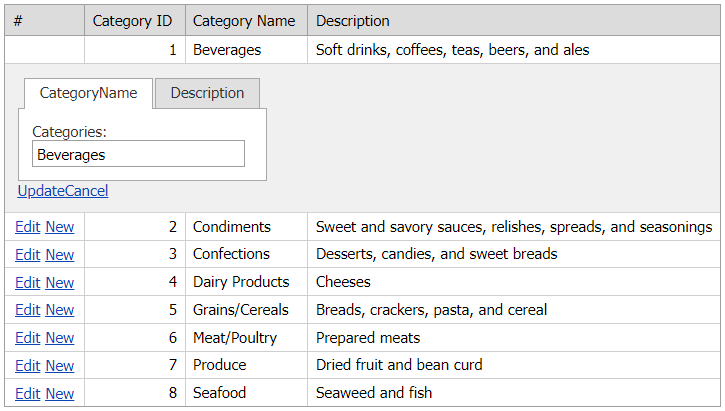 # Category ID Category Name Description
1 Beverages Soft drinks, coffees, teas, beers, and ales
CategoryName Description
Categories:
Beverages
UpdateCancel
Edit New 2 Condiments Sweet and savory sauces, relishes, spreads, and seasonings
Edit New 3 Confections Desserts, candies, and sweet breads
Edit New 4 Dairy Products Cheeses
Edit New 5 Grains/Cereals Breads, crackers, pasta, and cereal
Edit New 6 Meat/Poultry Prepared meats
Edit New 7 Produce Dried fruit and bean curd
Edit New 8 Seafood Seaweed and fish